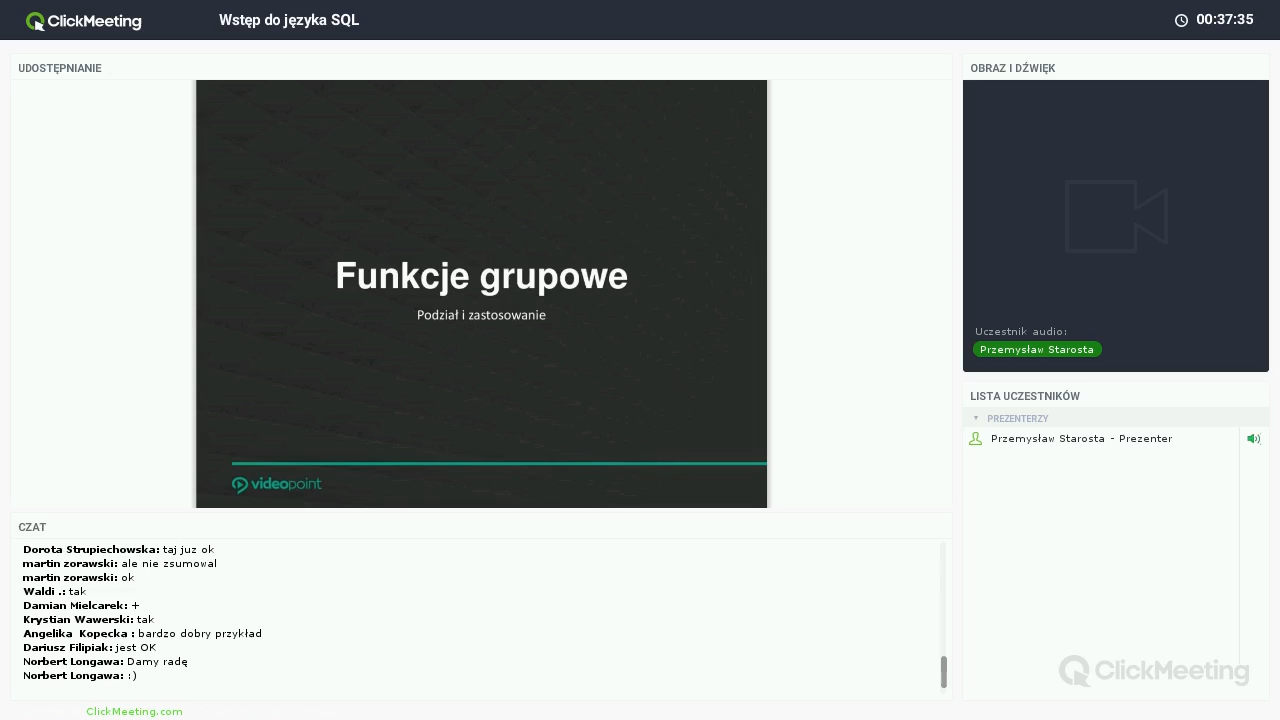 ClickMeeting
Wstęp do języka SQL
00:37:35
UDOSTĘPNIANIE
Funkcje grupowe
Podział i zastosowanie
videopoint
OBRAZ I DŹWIĘK
Uczestnik audio:
Przemysław Starosta
LISTA UCZESTNIKÓW
PREZENTERZY
Przemysław Starosta - Prezenter
CZAT
Dorota Strupiechowska: taj juz ok
martin zorawski: ale nie zsumowal
martin zorawski: ok
Waldi .: tak
Damian Mielcarek: +
Krystian Wawerski: tak
Angelika Kopecka : bardzo dobry przykład
Dariusz Filipiak: jest OK
Norbert Longawa: Damy radę
Norbert Longawa: :)
ClickMeeting
ClickMeeting.com